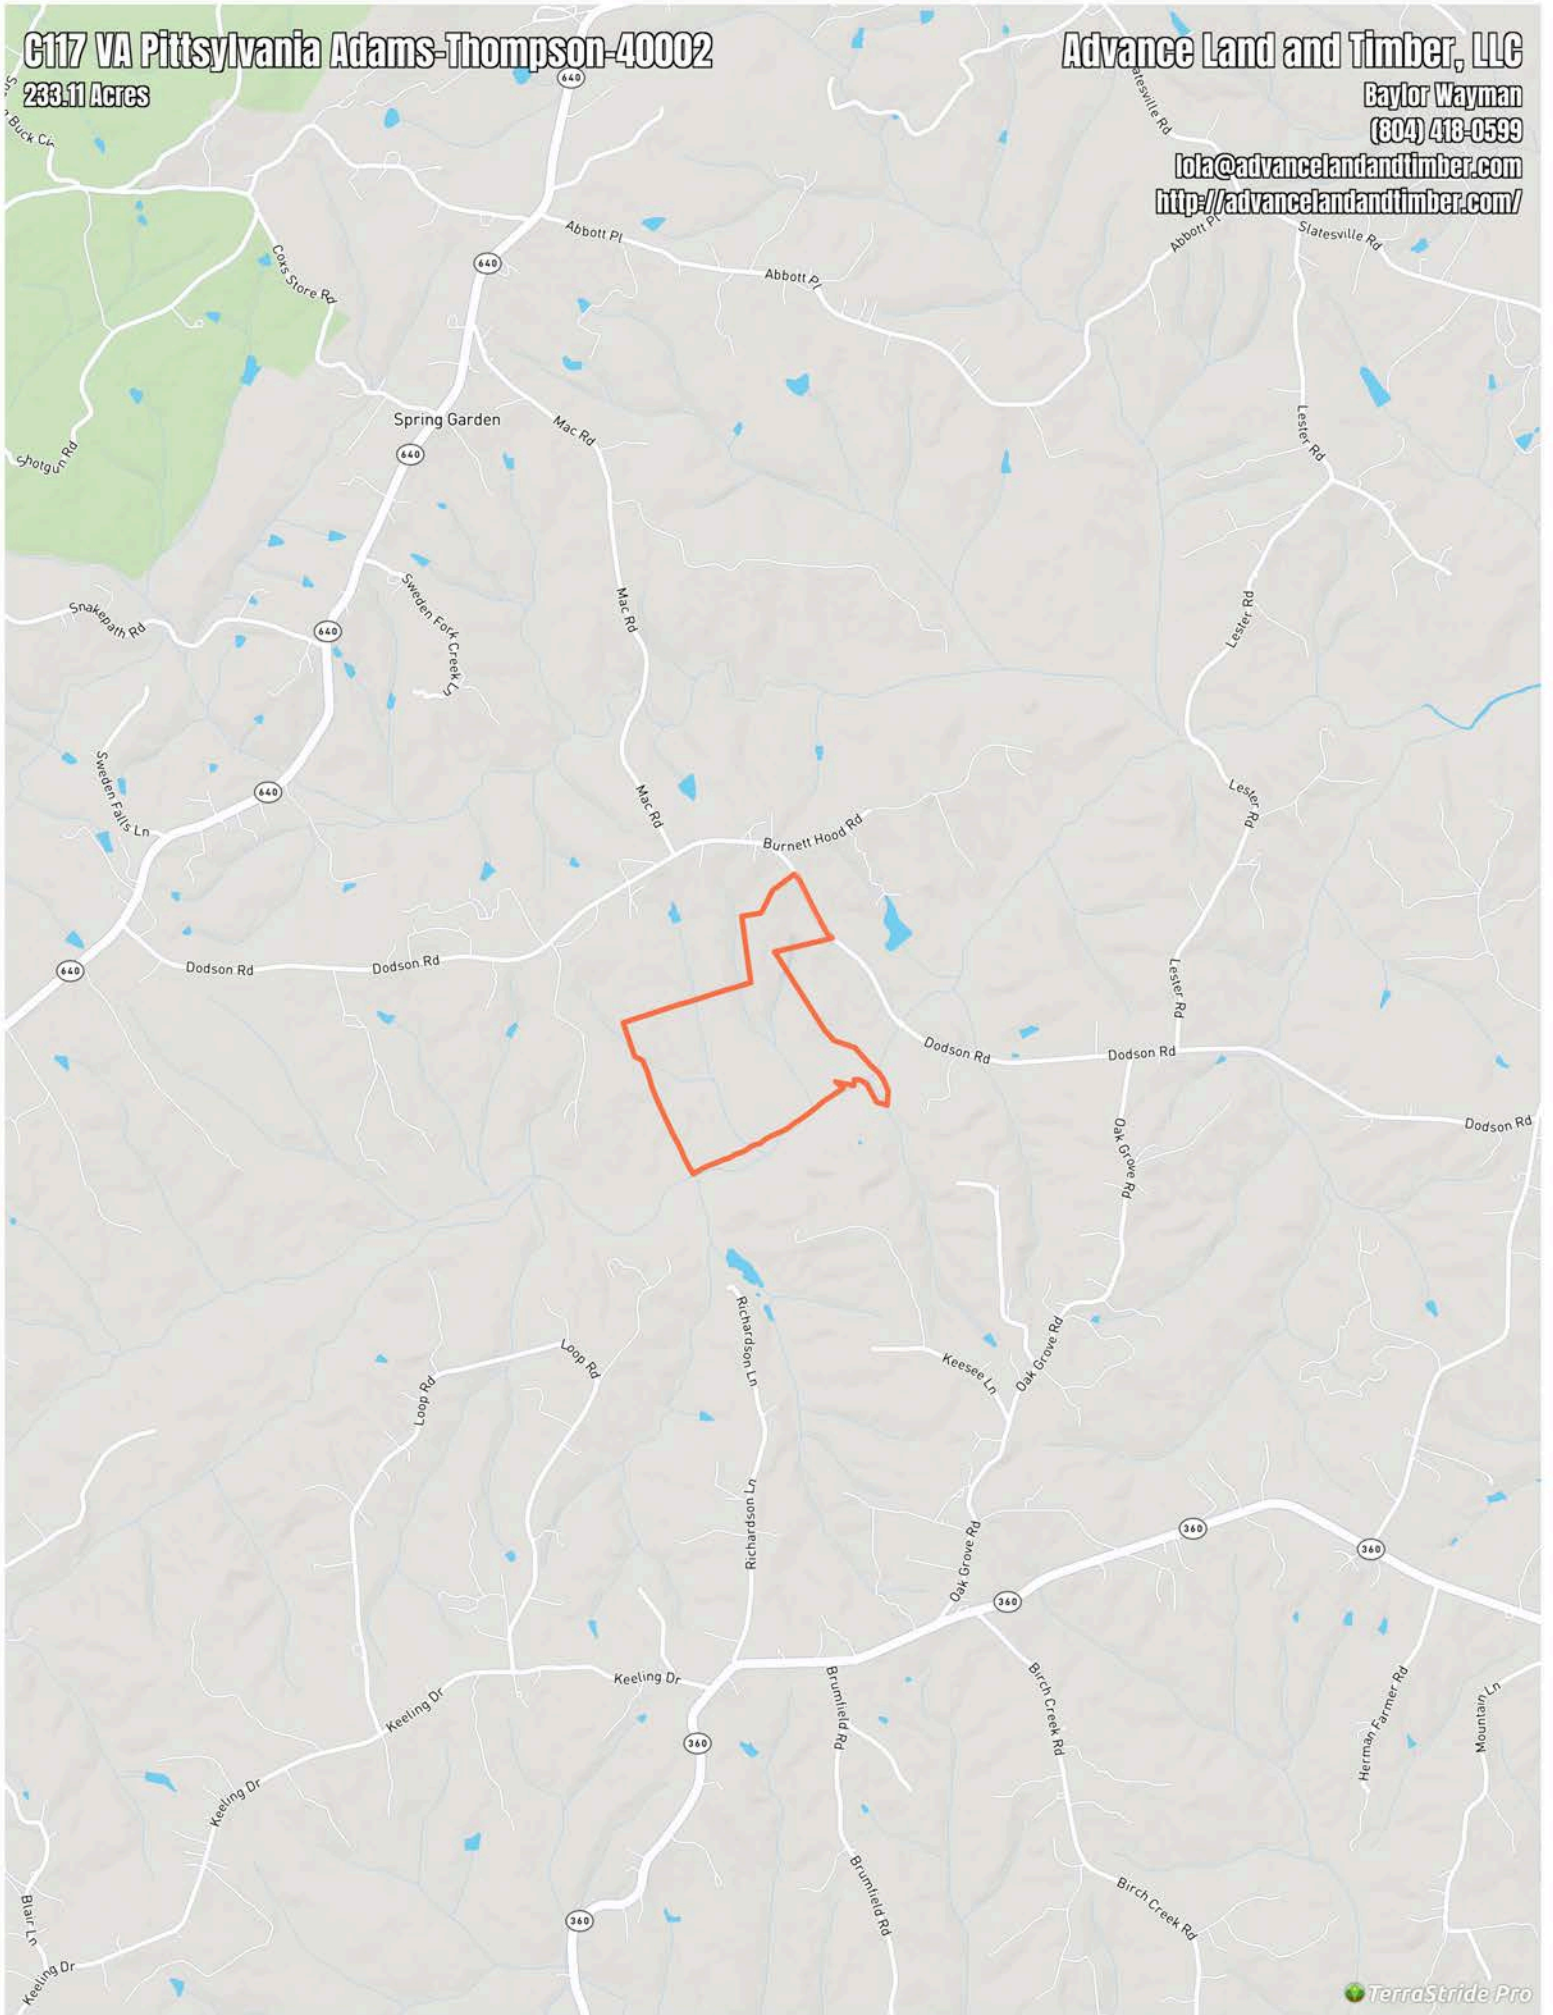 C117 VA Pittsylvania Adams-Thompson-40002
233.11 Acres
Advance Land and Timber, LLC
Baylor Wayman
(804) 418-0599
lola@advancelandandtimber.com
http://advancelandandtimber.com/
640
Buck Ch
atesville Rd
Slatesville Rd
Abbott Pl
Abbott Pl
Abbott Pl
640
Coxs Store Rd
Spring Garden
Mac Rd
Lester Rd
Shotgun Rd
640
Sweden Fork Creek Ln
Mac Rd
Lester Rd
Snakepath Rd
640
Sweden Falls Ln
640
Mac Rd
Lester Rd
Burnett Hood Rd
640
Dodson Rd
Dodson Rd
Lester Rd
Dodson Rd
Dodson Rd
Dodson Rd
Oak Grove Rd
Richardson Ln
Loop Rd
Keesee Ln
Oak Grove Rd
Loop Rd
Richardson Ln
Oak Grove Rd
360
360
360
Keeling Dr
Keeling Dr
Brumfield Rd
Birch Creek Rd
Herman Farmer Rd
Mountain Ln
360
Keeling Dr
Brumfield Rd
Birch Creek Rd
Blair Ln
360
Keeling Dr
TerraStride Pro